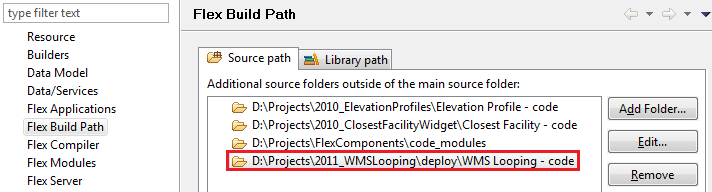 type filter text
Resource
Builders
Data Model
Data/Services
Flex Applications
Flex Build Path
Flex Compiler
Flex Modules
Flex Server
Flex Build Path
Source path
Library path
Additional source folders outside of the main source folder:
D:\Projects\2010_ElevationProfiles\Elevation Profile - code
D:\Projects\2010_ClosestFacilityWidget\Closest Facility - code
D:\Projects\FlexComponents\code_modules
D:\Projects\2011_WMSLooping\deploy\WMS Looping - code
Add Folder...
Edit...
Remove